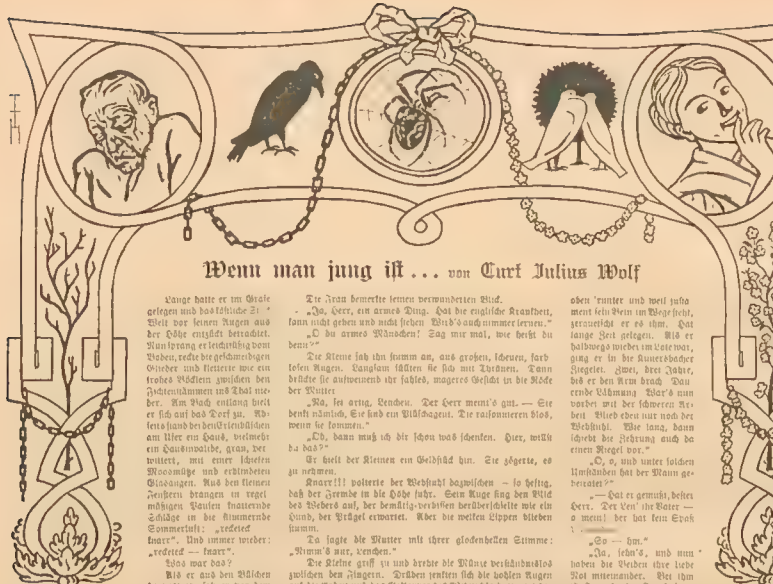 Wenn man jung ist ... von Curt Julius Wolf
Lange hatte er im Grase
gelegen und das köstliche
Welt vor seinen Augen aus
der Höhe entzückt betrachtet.
Nun sprang er leichtfüßig vom
Boden, reckte die geschmeidigen
Glieder und kletterte wie ein
frohes Böcklein zwischen den
Fichtenstämmen ins Thal nie-
der. Am Bach entlang hielt
er sich auf das Dorf zu. Ab-
seits stand bei den Erlenbüschen
am Ufer ein Haus, vielmehr
ein Hauswalbe, grau, ver-
wittert, mit einer schiefen
Moosmütze und erblindeten
Glasaugen. Aus den kleinen
Fenstern drangen in regel
mäßigen Pausen knatternde
Schläge in die flimmernde
Sommerluft: „recketeck
knarr“. Und immer wieder:
„recketeck — knarr“.
Was war das?
Als er aus den Büschen
Die Frau bemerkte seinen verwunderten Blick.
„Ja, Herr, ein armes Ding. Hat die englische Krankheit,
kann nicht gehen und nicht stehen. Wird's auch nimmer lernen.“
„O du armes Mänschen! Sag mir mal, wie heißt du
denn?“
Die Kleine sah ihn stumm an, aus großen, scheuen, farb
losen Augen. Langsam füllten sie sich mit Thränen. Dann
drückte sie aufweinend ihr fahles, mageres Gesicht in die Röcke
der Mutter.
„Na, sei artig, Lenchen. Der Herr meint's gut. — Sie
denkt nämlich, Sie sind ein Plüschagent. Die raisonnieren blos,
wenn sie kommen.“
„Oh, dann muß ich dir schon was schenken. Hier, willst
du das?“
Er hielt der Kleinen ein Geldstück hin. Sie zögerte, es
zu nehmen.
Knarr!!! polterte der Webstuhl dazwischen — so heftig,
daß der Fremde in die Höhe fuhr. Sein Auge fing den Blick
des Webers auf, der demütig-verbissen herüberschielte wie ein
Hund, der Prügel erwartet. Aber die welken Lippen blieben
stumm.
Da sagte die Mutter mit ihrer glockenhellen Stimme:
„Nimm's nur, Lenchen.“
Die Kleine griff zu und drehte die Münze verständnislos
zwischen den Fingern. Drüben senkten sich die hohlen Augen
oben 'runter und weil justa
ment sein Bein im Wege steht,
zerquetscht er es ihm. Hat
lange Zeit gelegen. Als er
halbwegs wieder im Lote war,
ging er in die Kunersbacher
Ziegelei. Zwei, drei Jahre,
bis er den Arm brach. Dau
ernde Lähmung. War's nun
vorbei mit der schweren Ar-
beit. Blieb eben nur noch der
Webstuhl. Wie lang, dann
schiebt die Zehrung auch da
einen Riegel vor.“
„O, o, und unter solchen
Umständen hat der Mann ge-
heiratet?“
„— Hat er gemußt, bester
Herr. Der Len' ihr Vater —
o mein! der hat kein Spaß
„So — hm.“
„Ja, seh'n's, und nun
haben die Beiden ihre liebe
Not miteinander. Bei ihm